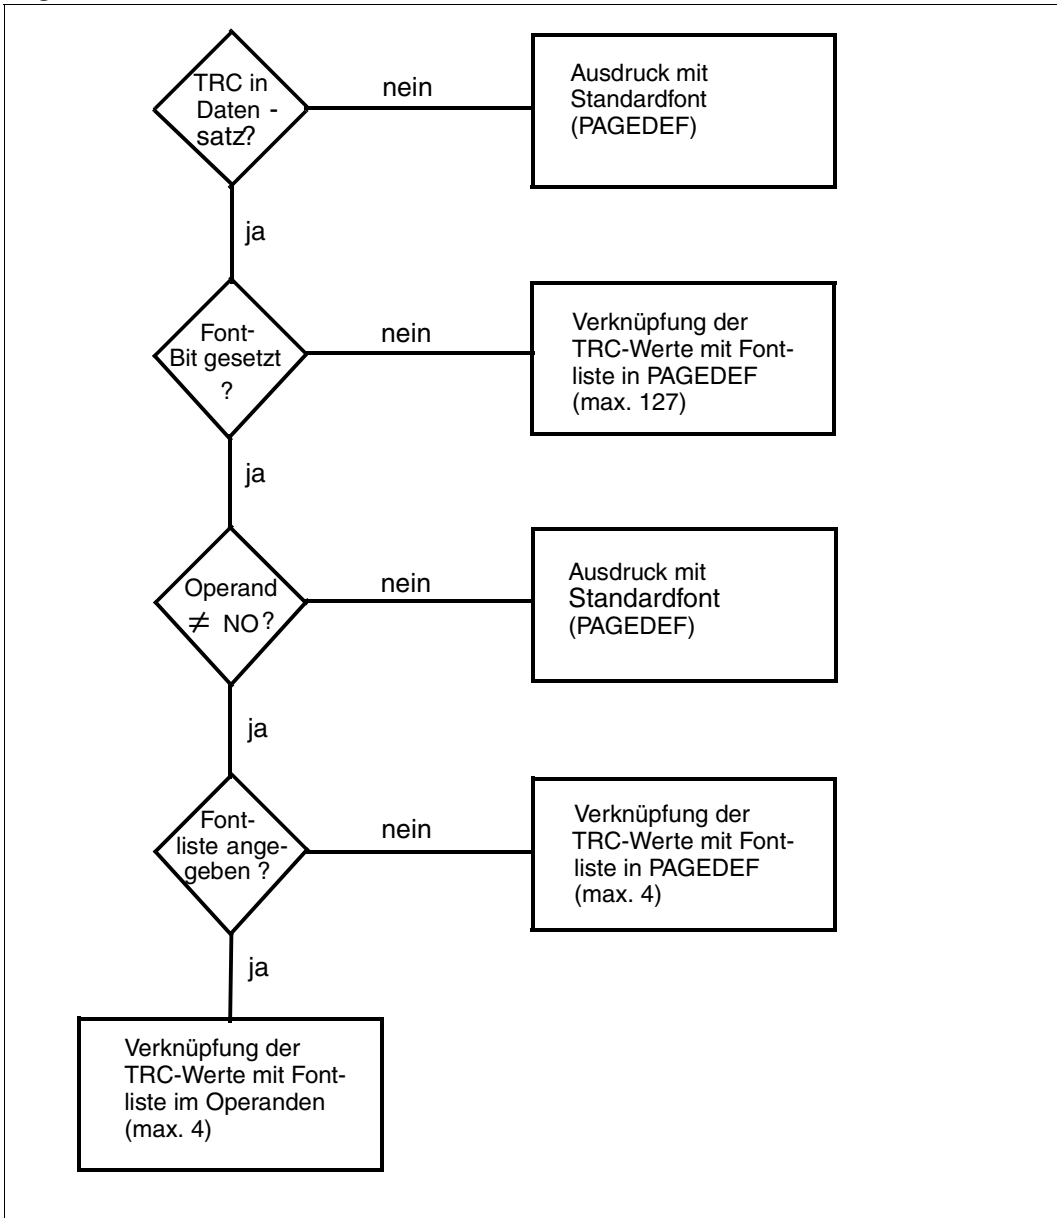 TRC in
Daten -
satz?
nein
Ausdruck mit
Standardfont
(PAGEDEF)
ja
Font-
Bit gesetzt
?
nein
Verknüpfung der
TRC-Werte mit Font-
liste in PAGEDEF
(max. 127)
ja
Operand
≠ NO?
nein
Ausdruck mit
Standardfont
(PAGEDEF)
ja
Font-
liste ange-
geben ?
nein
Verknüpfung der
TRC-Werte mit Font-
liste in PAGEDEF
(max. 4)
ja
Verknüpfung der
TRC-Werte mit Font-
liste im Operanden
(max. 4)